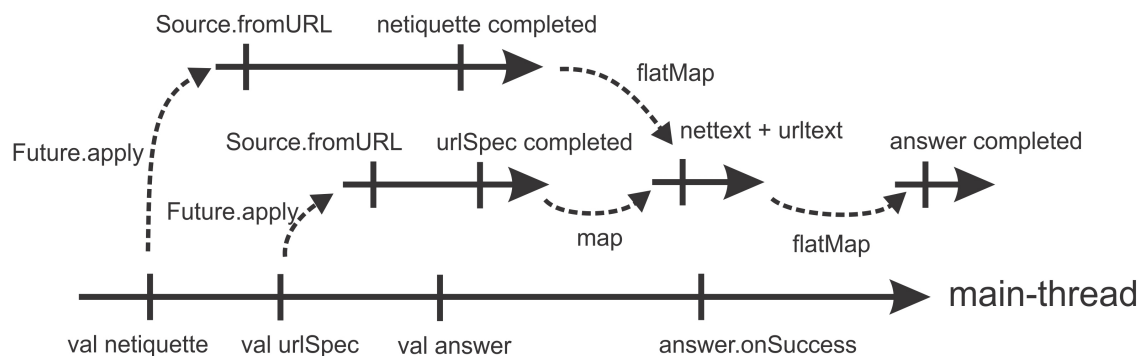 Source.fromURL
netiquette completed
flatMap
Future.apply
Source.fromURL
urlSpec completed
nettext + urltext
answer completed
Future.apply
map
flatMap
main-thread
val netiquette
val urlSpec
val answer
answer.onSuccess